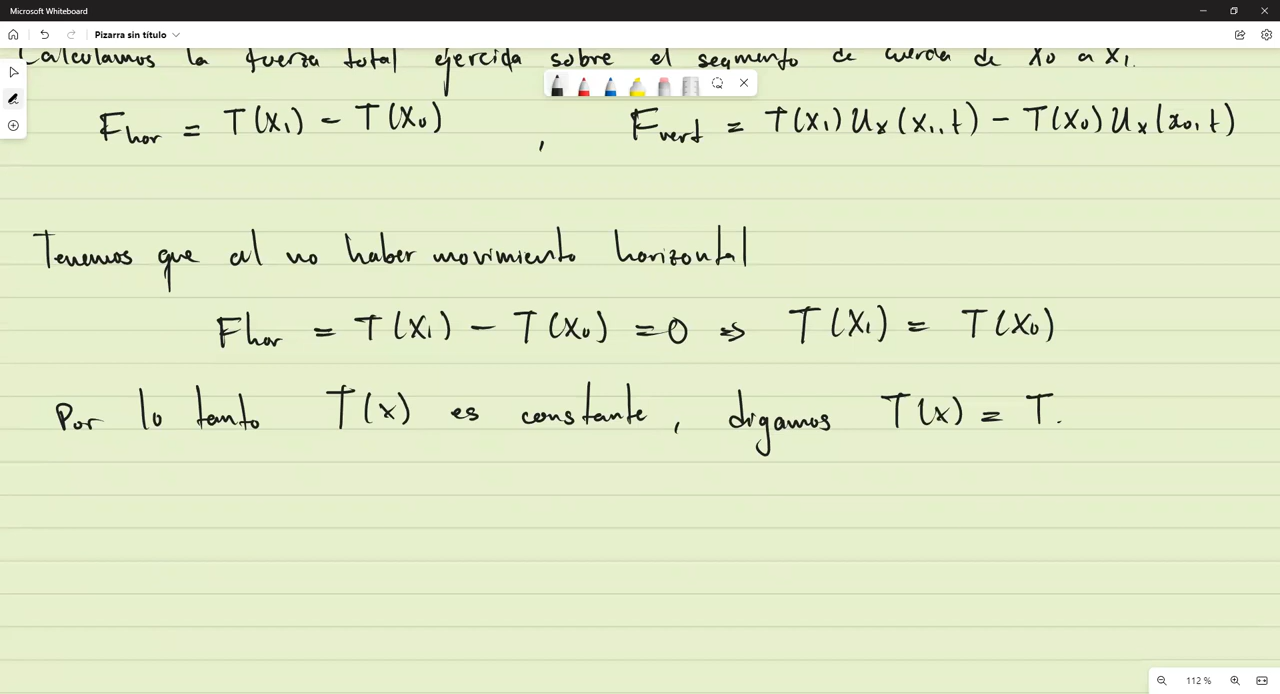 Microsoft Whiteboard
Pizarra sin título
Calculamos la fuerza total ejercida sobre el segmento de cuerda de x0 a x1.
Fhor = T(x1) - T(x0) , Fvert = T(x1) Ux(x1,t) - T(x0) Ux(x0,t)
Tenemos que al no haber movimiento horizontal
Fhor = T(x1) - T(x0) = 0 ⇒ T(x1) = T(x0)
Por lo tanto T(x) es constante, digamos T(x) = T.
112 %